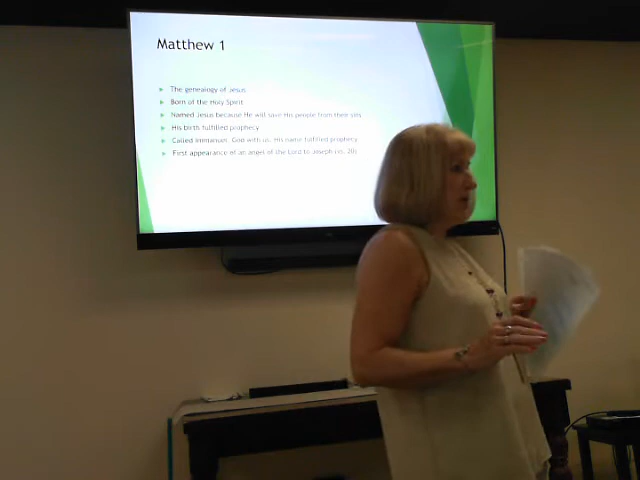 Matthew 1
The genealogy of Jesus
Born of the Holy Spirit
Named Jesus because He will save His people from their sins
His birth fulfilled prophecy
Called Immanuel, God with us. His name fulfilled prophecy
First appearance of an angel of the Lord to Joseph (vs. 20)